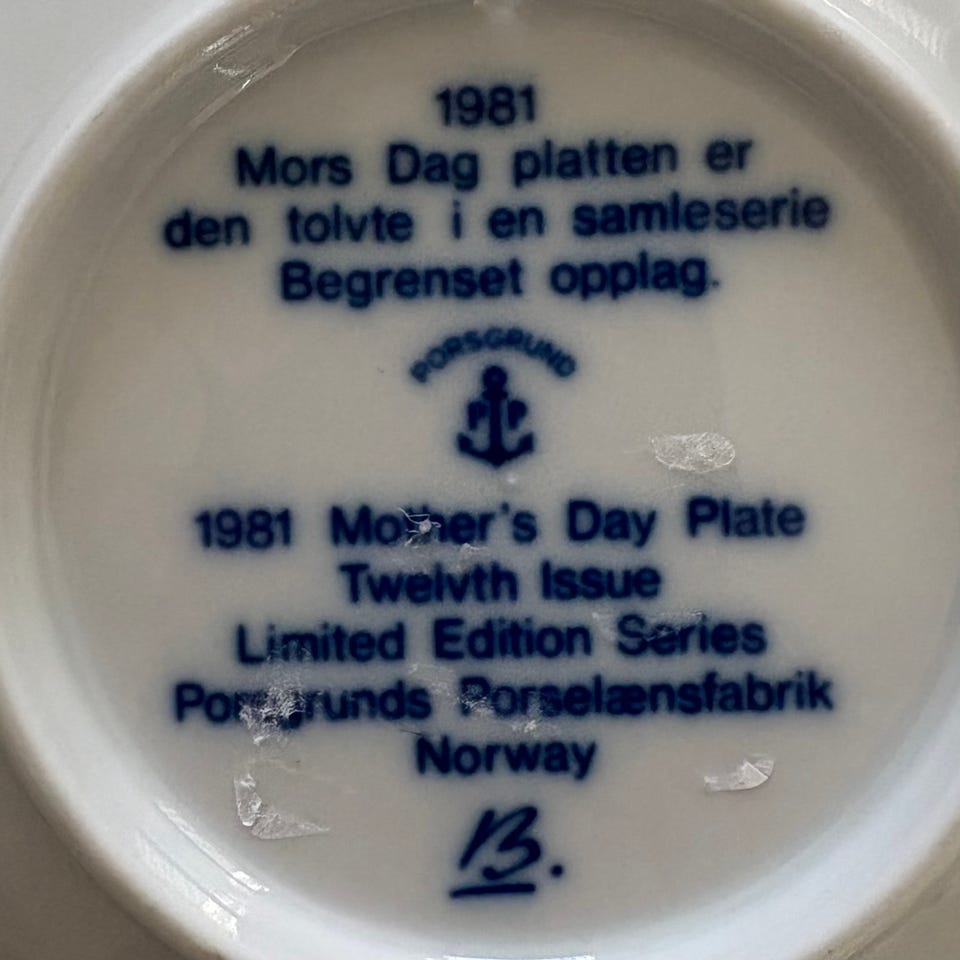 1981
Mors Dag platten er
den tolvte i en samleserie
Begrenset opplag.
PORSGRUND
P P
1981 Mother's Day Plate
Twelvth Issue
Limited Edition Series
Porsgrunds Porselænsfabrik
Norway
B.